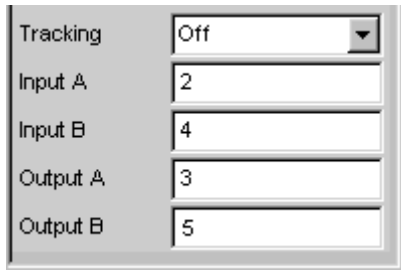 Tracking Off
Input A 2
Input B 4
Output A 3
Output B 5